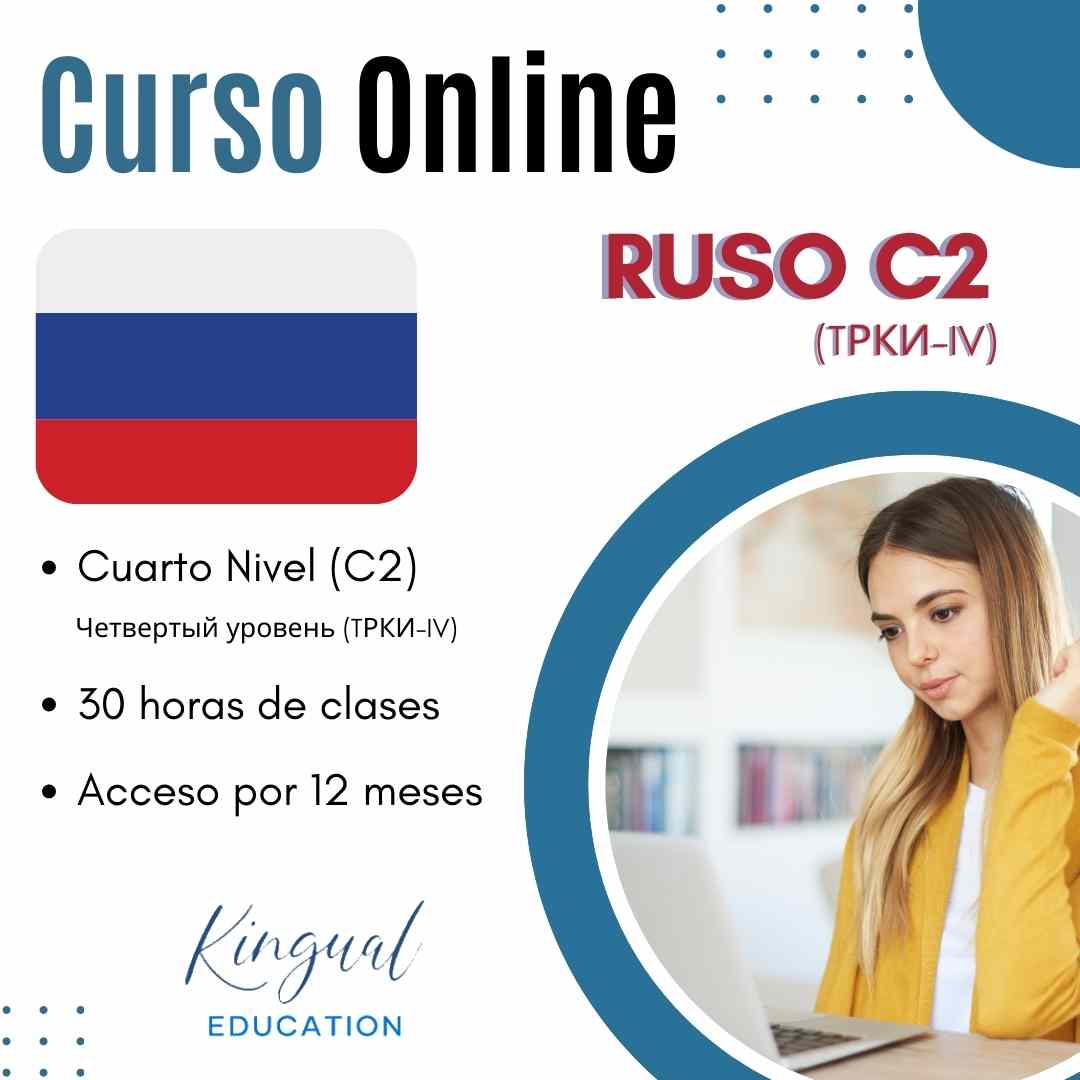 Curso Online
RUSO C2
(ТРКИ-IV)
• Cuarto Nivel (C2)
Четвертый уровень (ТРКИ-IV)
• 30 horas de clases
• Acceso por 12 meses
Kingual
EDUCATION